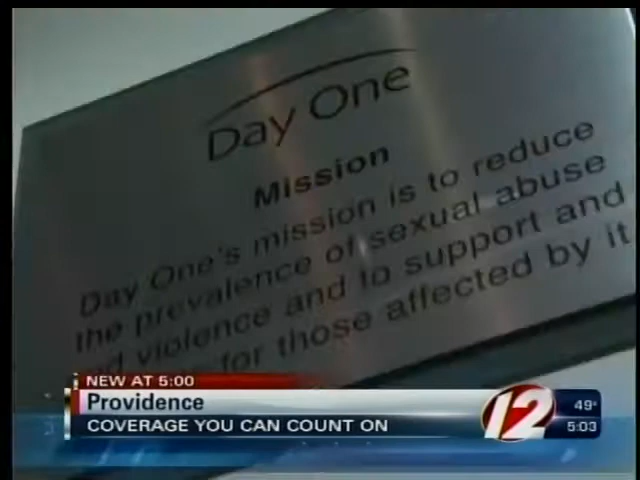 Day One
Mission
Day One's mission is to reduce
the prevalence of sexual abuse
violence and to support and
for those affected by it
NEW AT 5:00
Providence
COVERAGE YOU CAN COUNT ON
12
49°
5:03